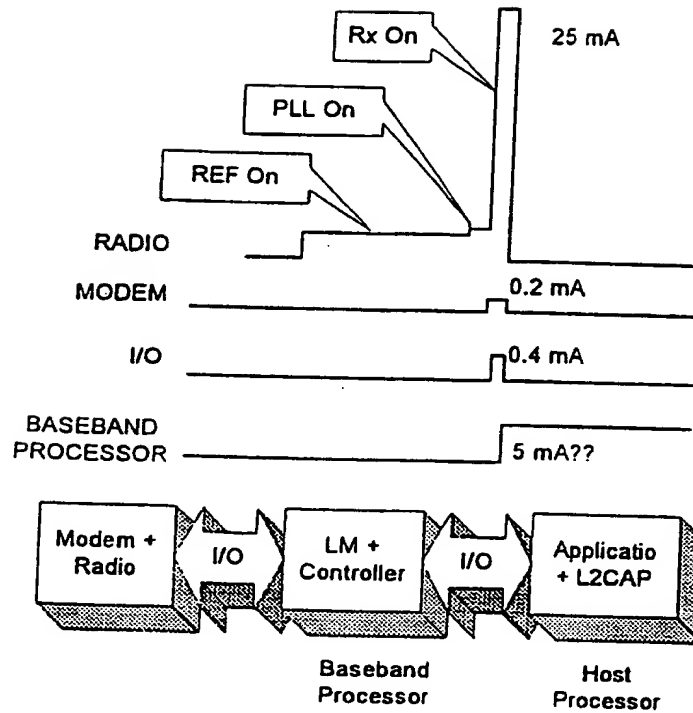 Rx On
25 mA
PLL On
REF On
RADIO
0.2 mA
MODEM
I/O
0.4 mA
BASEBAND
PROCESSOR
5 mA??
Modem +
Radio
I/O
LM +
Controller
I/O
Applicatio
+ L2CAP
Baseband
Processor
Host
Processor